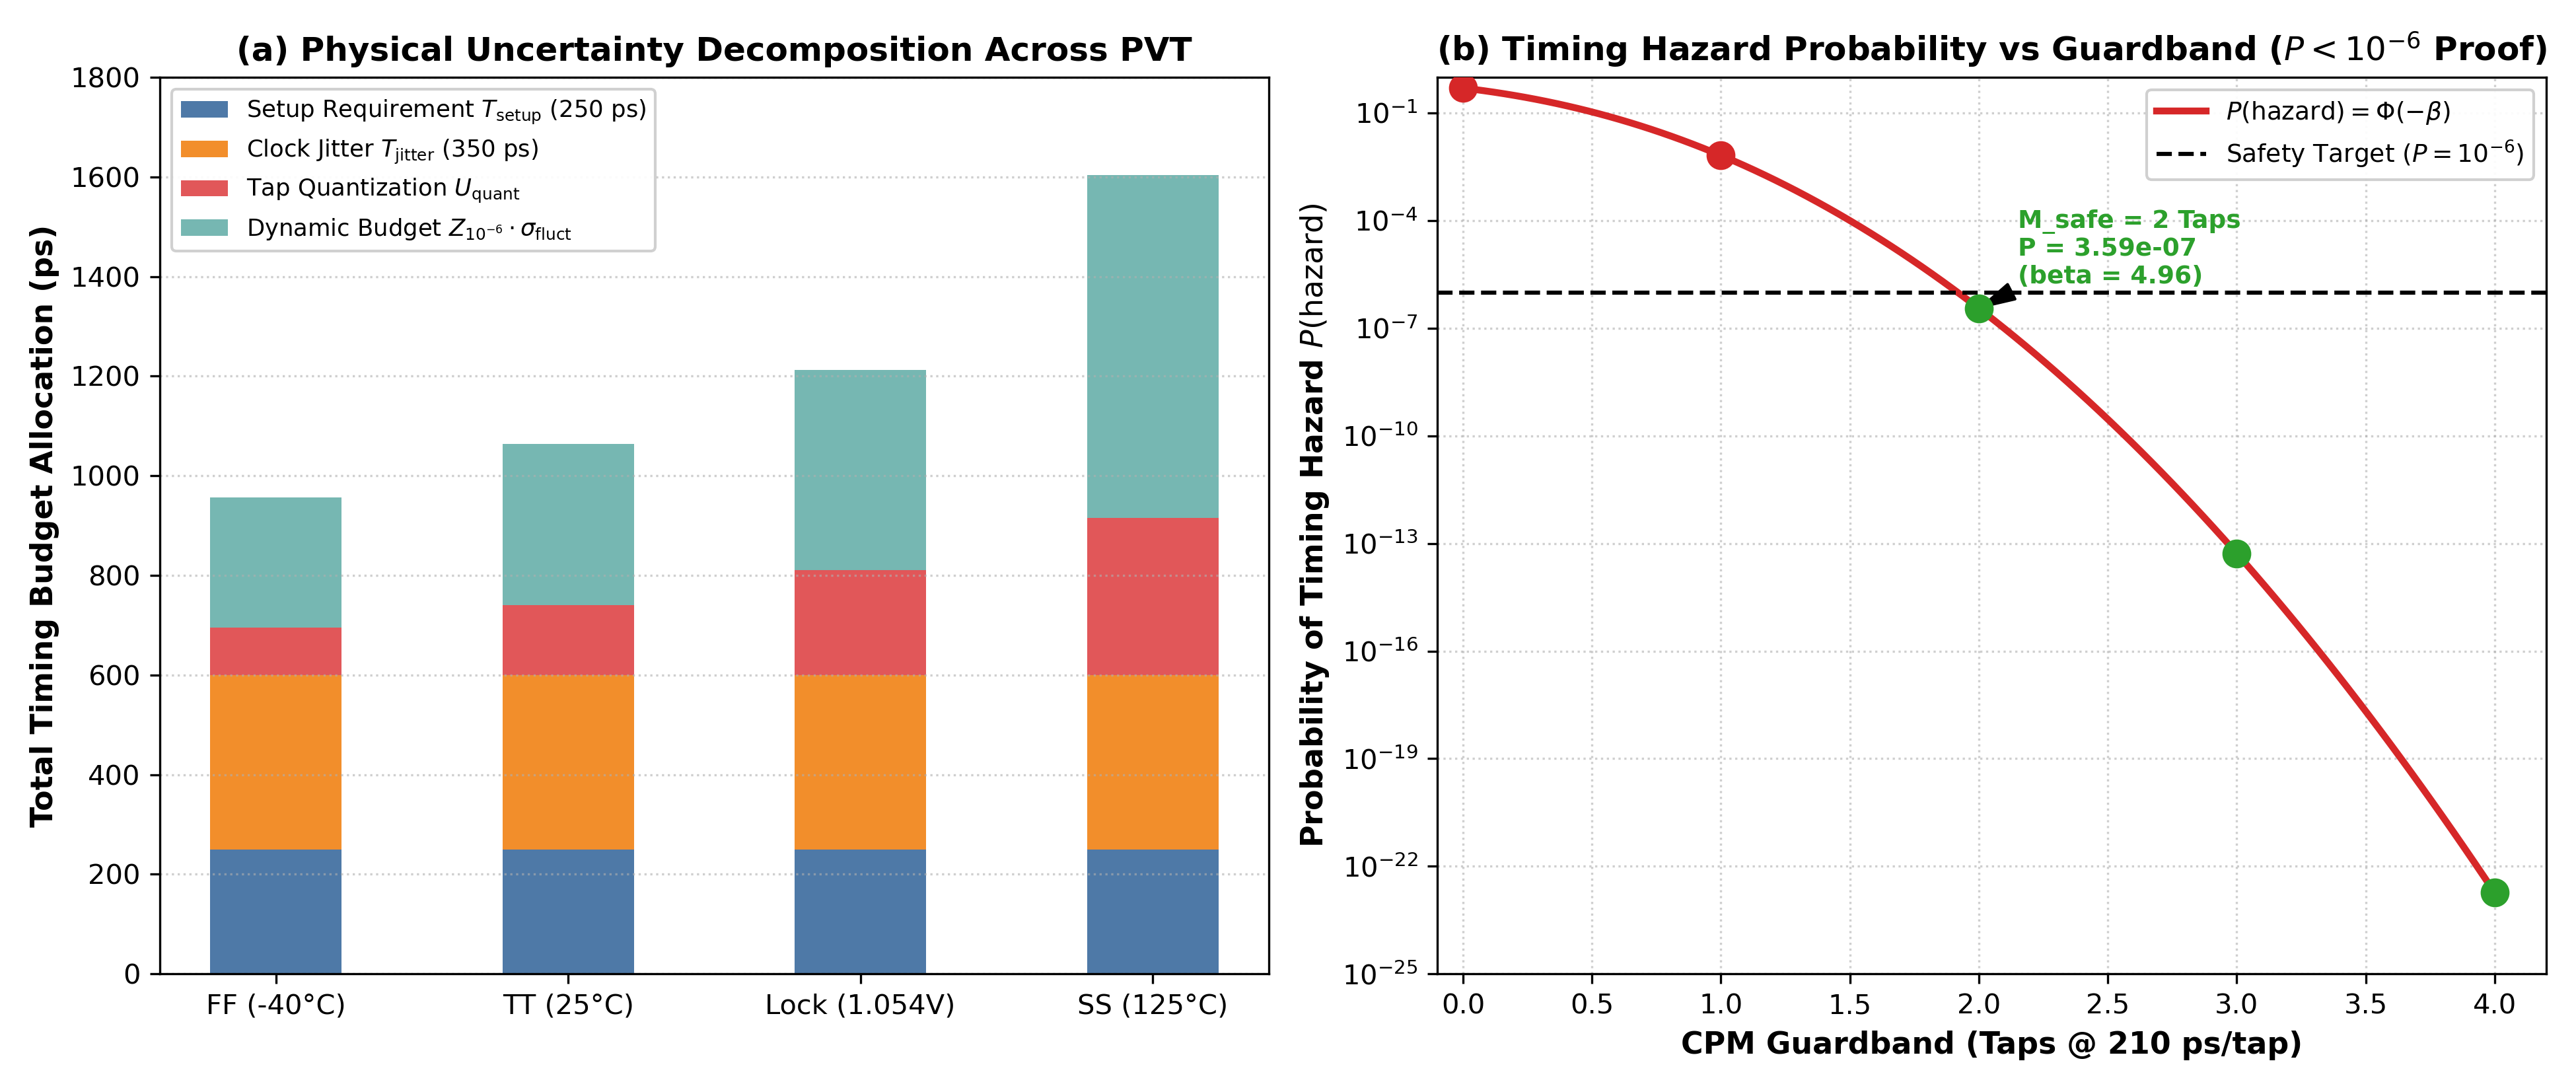 (a) Physical Uncertainty Decomposition Across PVT
Total Timing Budget Allocation (ps)
1800
1600
1400
1200
1000
800
600
400
200
0
Setup Requirement T_setup (250 ps)
Clock Jitter T_jitter (350 ps)
Tap Quantization U_quant
Dynamic Budget Z_10⁻⁶ · σ_fluct
FF (-40°C)
TT (25°C)
Lock (1.054V)
SS (125°C)
(b) Timing Hazard Probability vs Guardband (P < 10⁻⁶ Proof)
Probability of Timing Hazard P(hazard)
10⁻¹
10⁻⁴
10⁻⁷
10⁻¹⁰
10⁻¹³
10⁻¹⁶
10⁻¹⁹
10⁻²²
10⁻²⁵
P(hazard) = Φ(−β)
Safety Target (P = 10⁻⁶)
M_safe = 2 Taps
P = 3.59e-07
(beta = 4.96)
0.0
0.5
1.0
1.5
2.0
2.5
3.0
3.5
4.0
CPM Guardband (Taps @ 210 ps/tap)